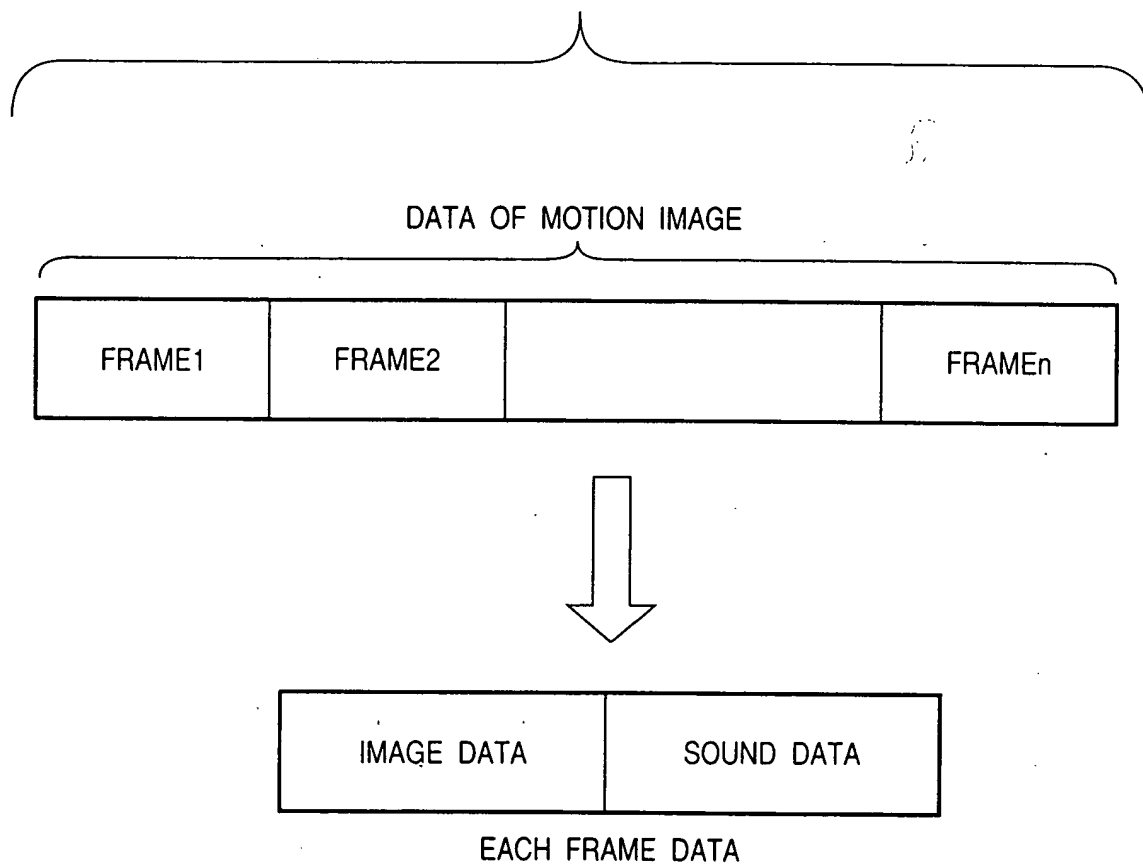 DATA OF MOTION IMAGE
FRAME1 FRAME2 FRAMEn
IMAGE DATA SOUND DATA
EACH FRAME DATA